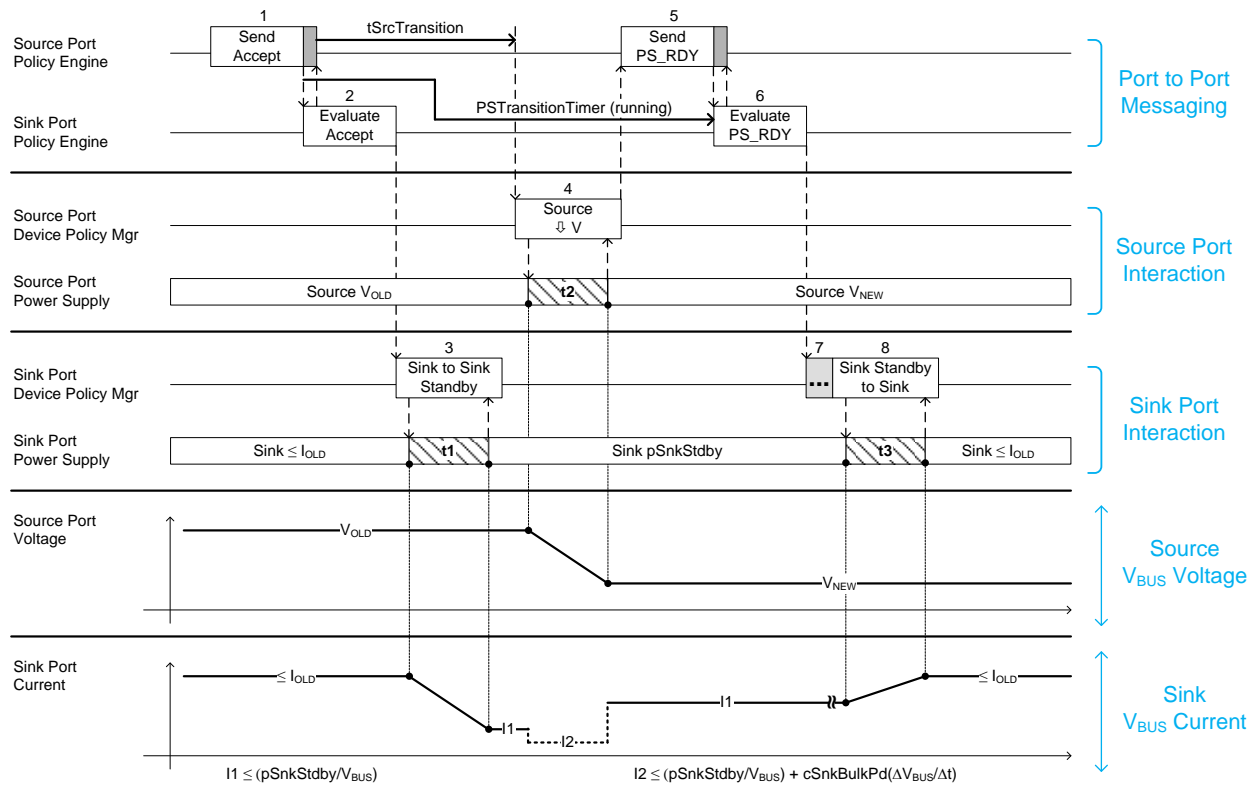 1
Send
Accept
tSrcTransition
5
Send
PS_RDY
Source Port
Policy Engine
2
Evaluate
Accept
PSTransitionTimer (running)
6
Evaluate
PS_RDY
Sink Port
Policy Engine
Port to Port
Messaging
4
Source
⇩ V
Source Port
Device Policy Mgr
Source Port
Power Supply
Source VOLD
t2
Source VNEW
Source Port
Interaction
3
Sink to Sink
Standby
7
...
8
Sink Standby
to Sink
Sink Port
Device Policy Mgr
Sink Port
Power Supply
Sink ≤ IOLD
t1
Sink pSnkStdby
t3
Sink ≤ IOLD
Sink Port
Interaction
Source Port
Voltage
VOLD
VNEW
Source
VBUS Voltage
Sink Port
Current
≤ IOLD
I1
I2
I1
≤ IOLD
Sink
VBUS Current
I1 ≤ (pSnkStdby/VBUS)
I2 ≤ (pSnkStdby/VBUS) + cSnkBulkPd(ΔVBUS/Δt)